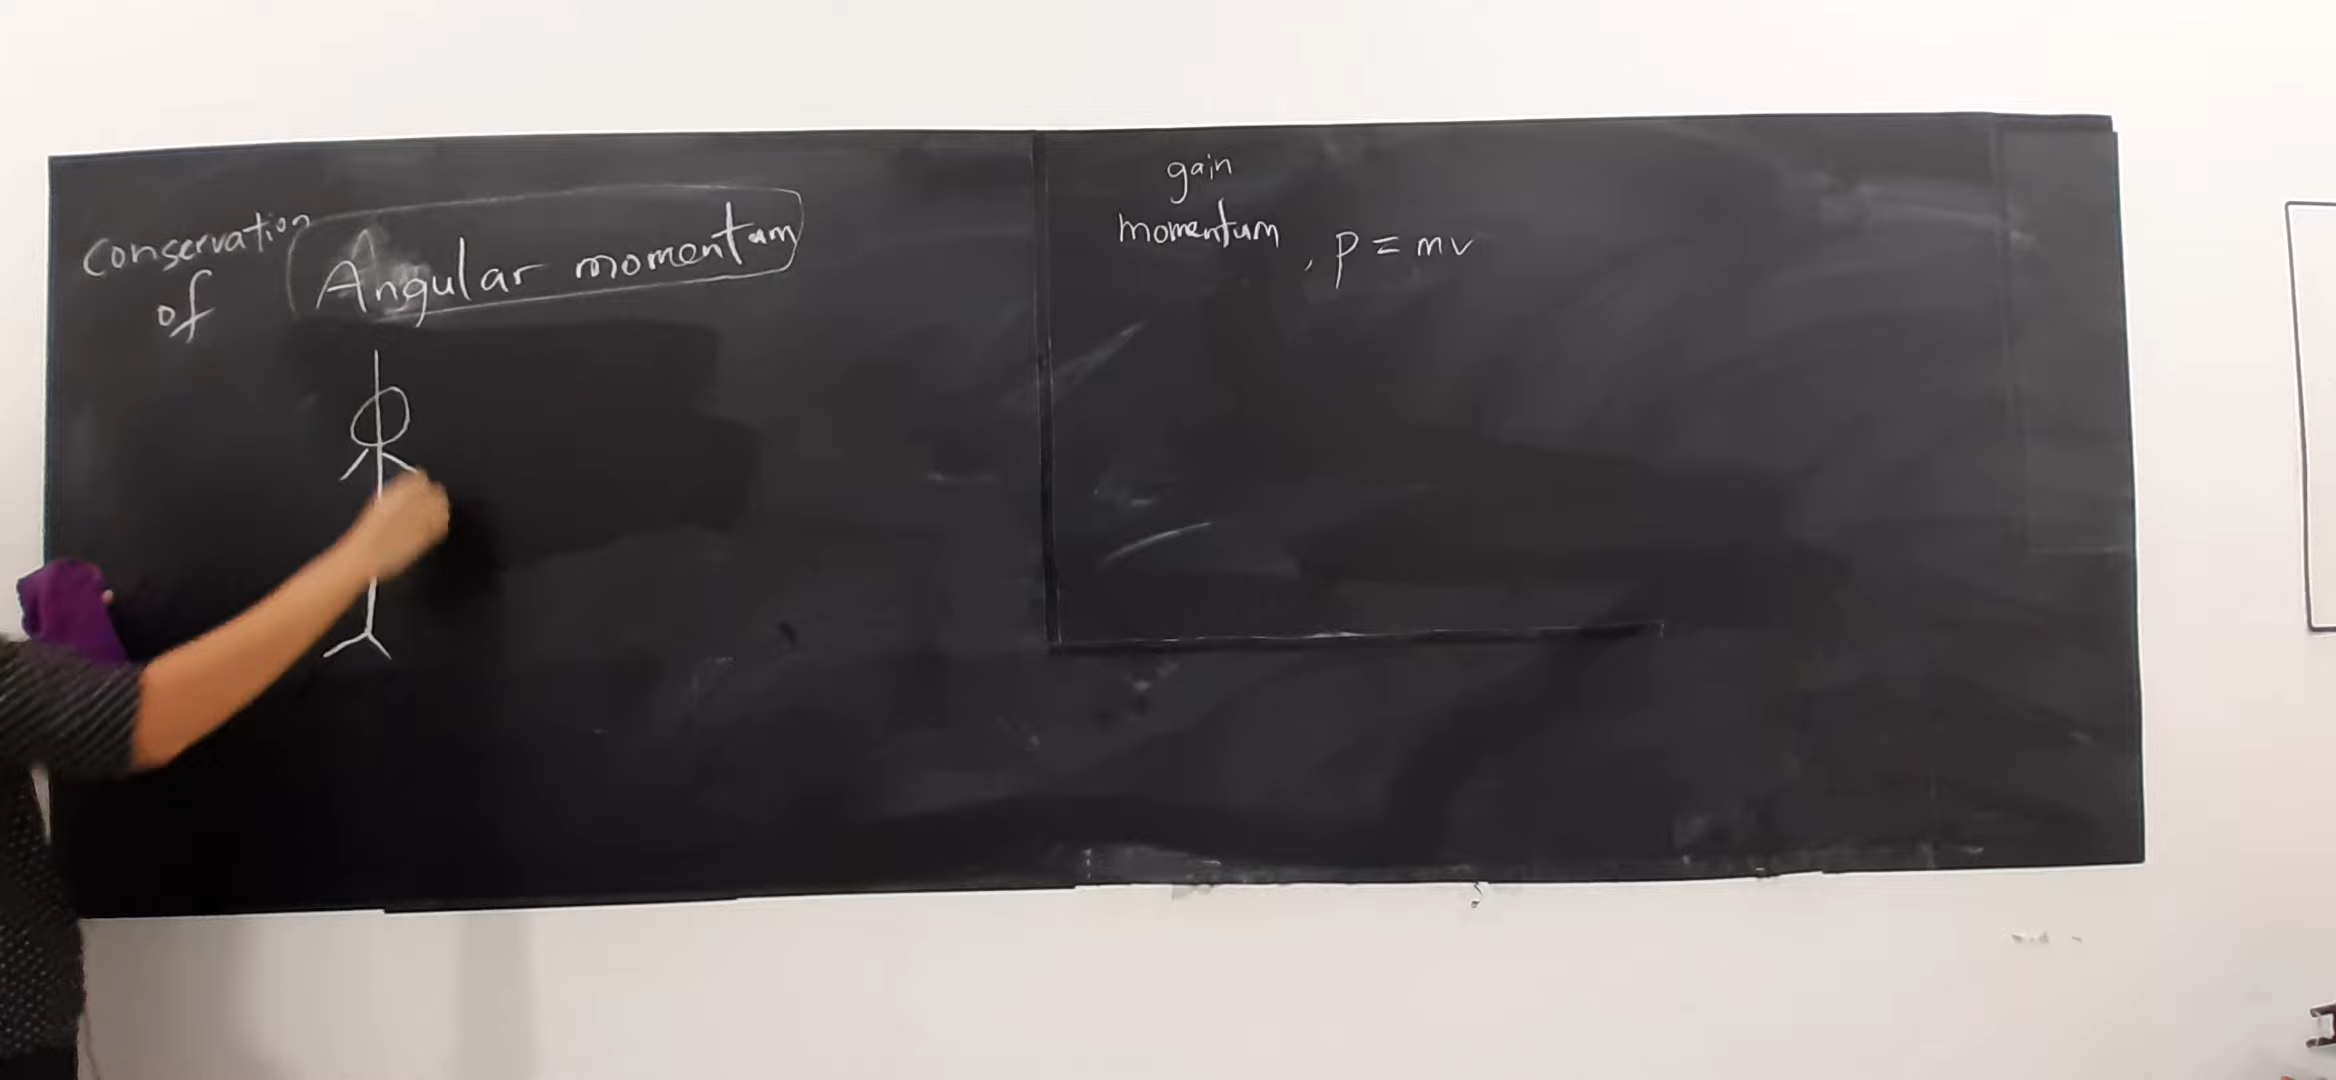 Conservation
of Angular momentum
gain
momentum, p = mv